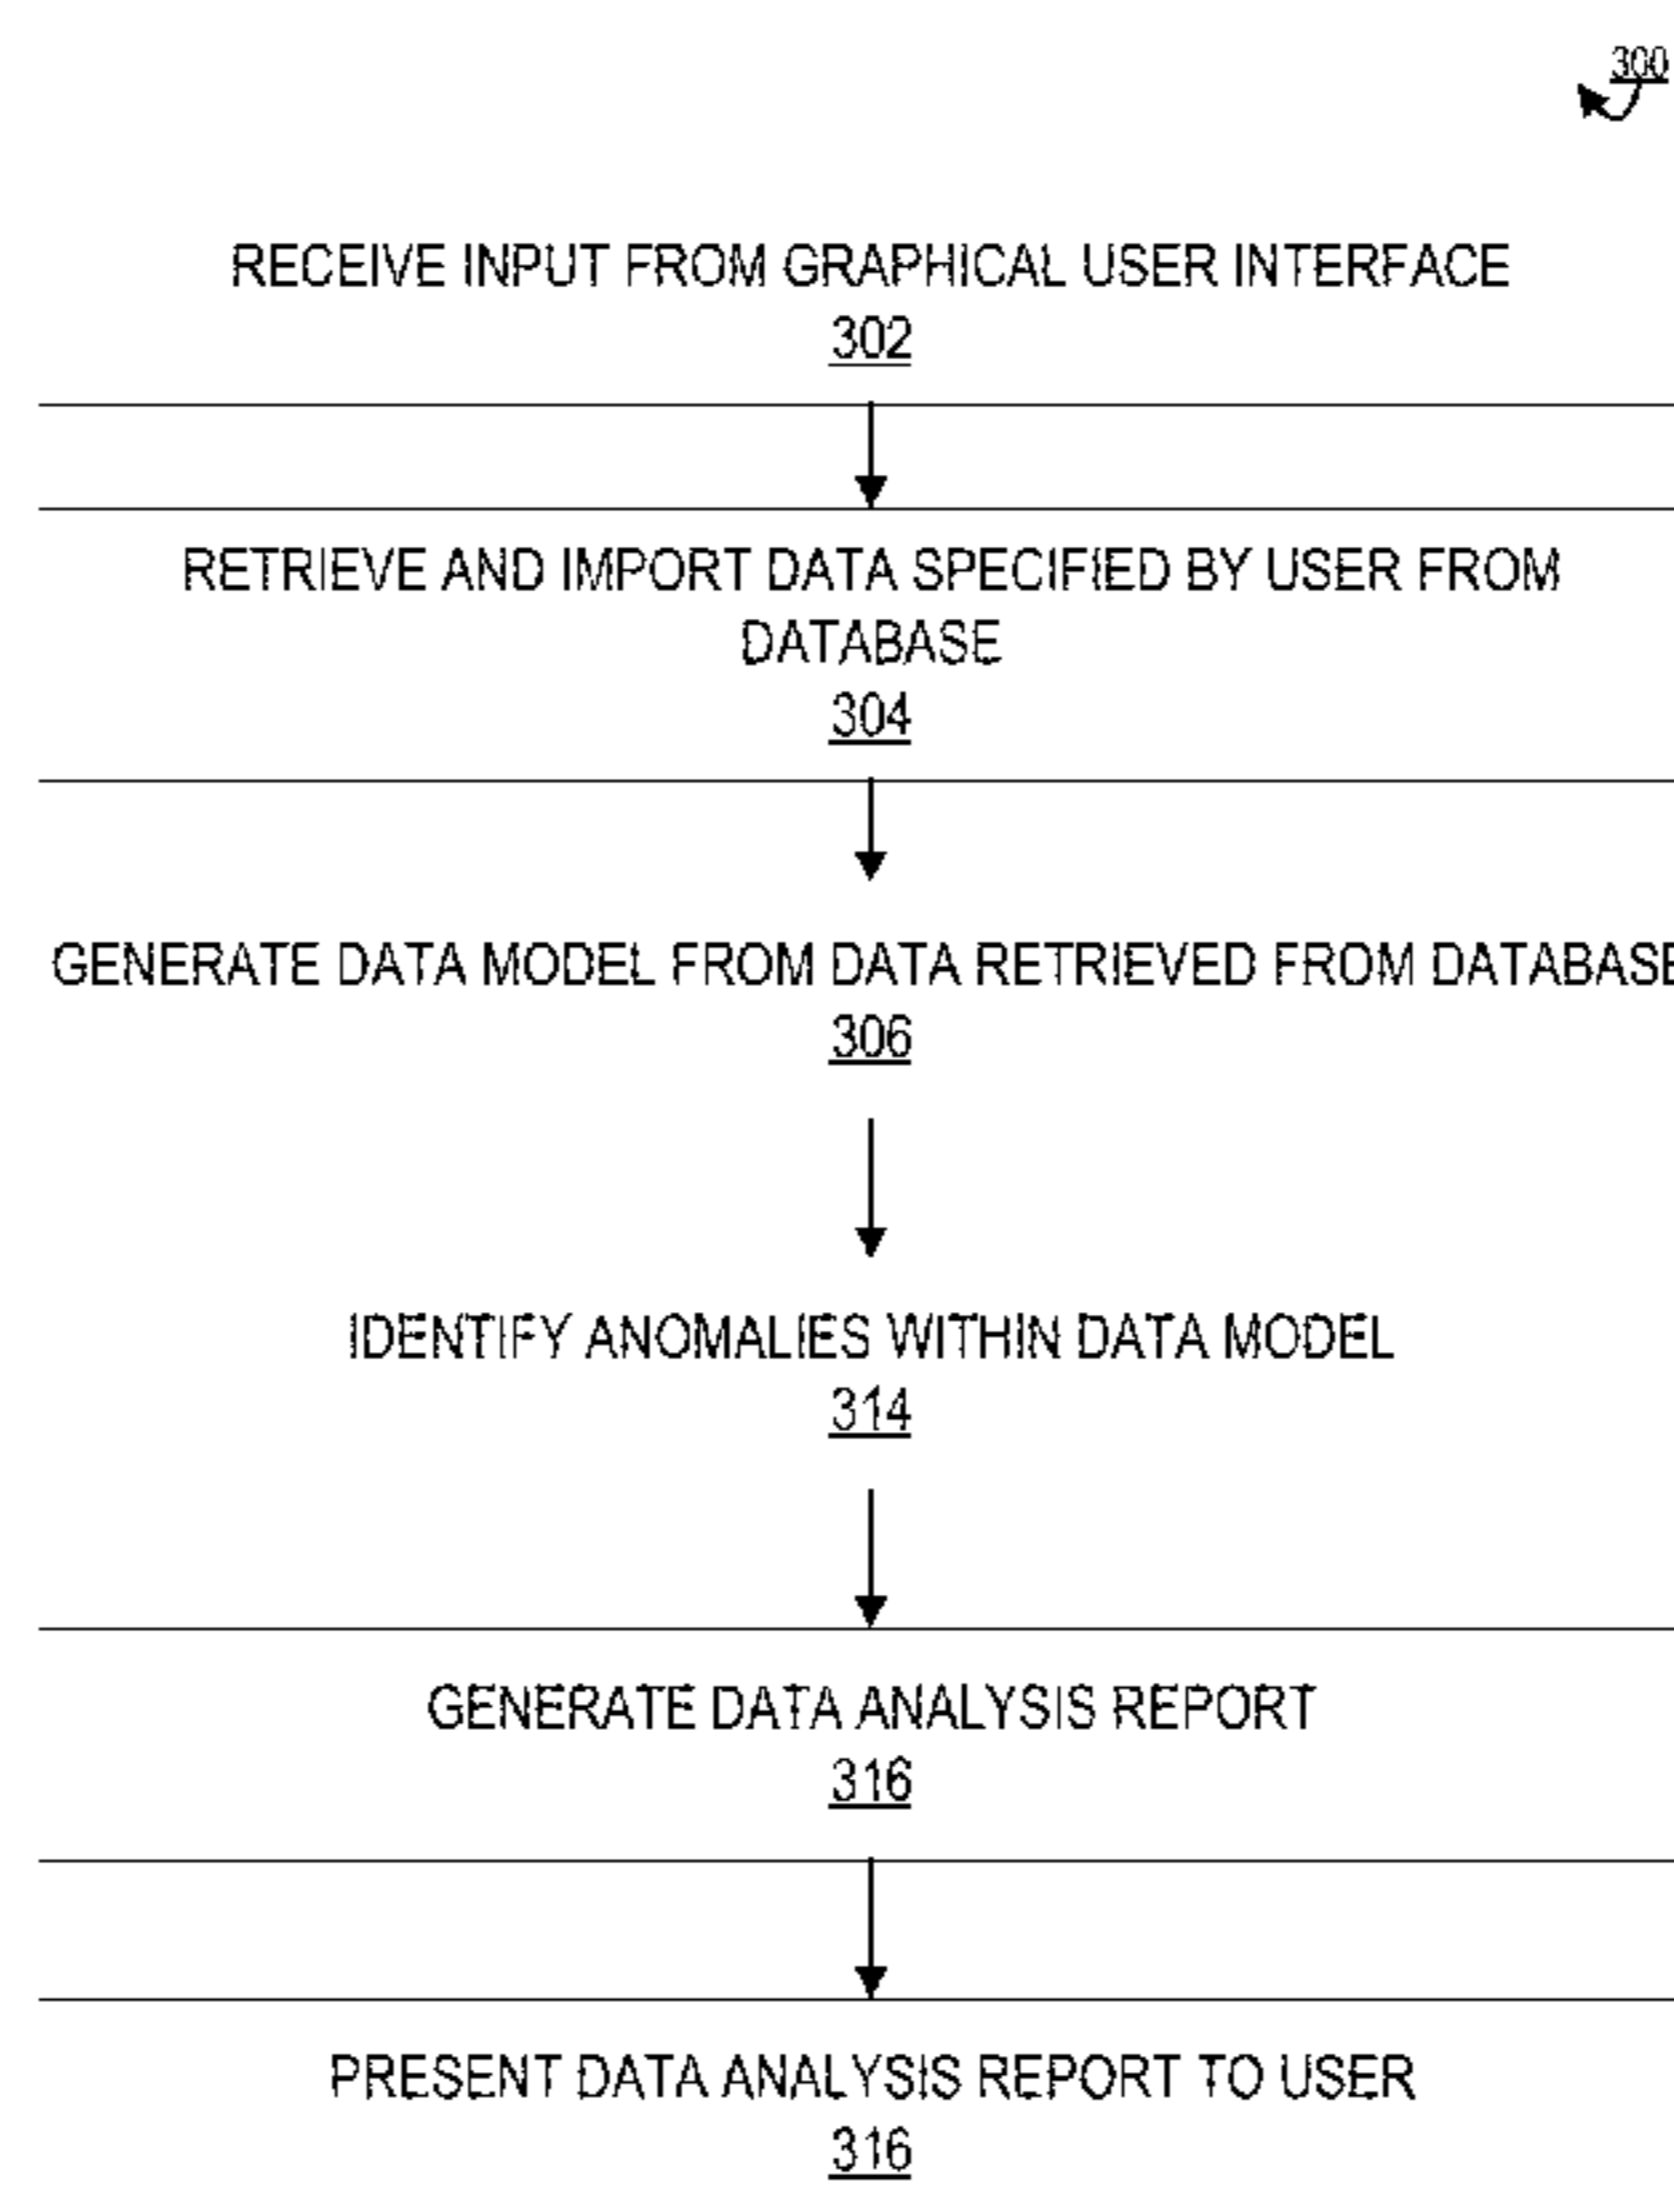 300
RECEIVE INPUT FROM GRAPHICAL USER INTERFACE
302
RETRIEVE AND IMPORT DATA SPECIFIED BY USER FROM
DATABASE
304
GENERATE DATA MODEL FROM DATA RETRIEVED FROM DATABASE
306
IDENTIFY ANOMALIES WITHIN DATA MODEL
314
GENERATE DATA ANALYSIS REPORT
316
PRESENT DATA ANALYSIS REPORT TO USER
316